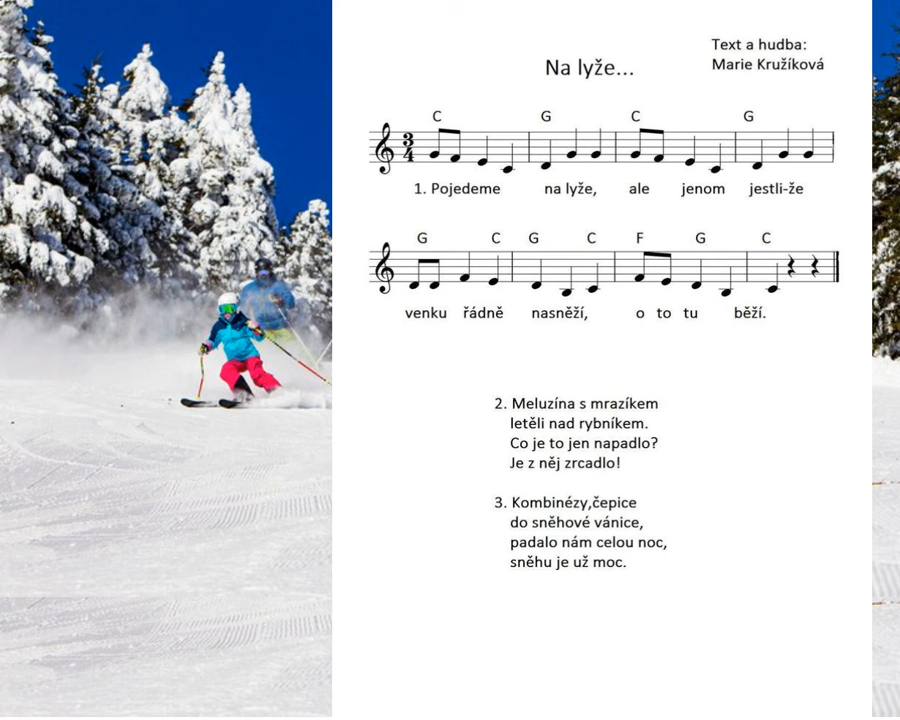 Text a hudba:
Marie Kružíková
Na lyže...
C G C G
3
4
1. Pojedeme na lyže, ale jenom jestli-že
G C G C F G C
venku řádně nasněží, o to tu běží.
2. Meluzína s mrazíkem
letěli nad rybníkem.
Co je to jen napadlo?
Je z něj zrcadlo!
3. Kombinézy,čepice
do sněhové vánice,
padalo nám celou noc,
sněhu je už moc.